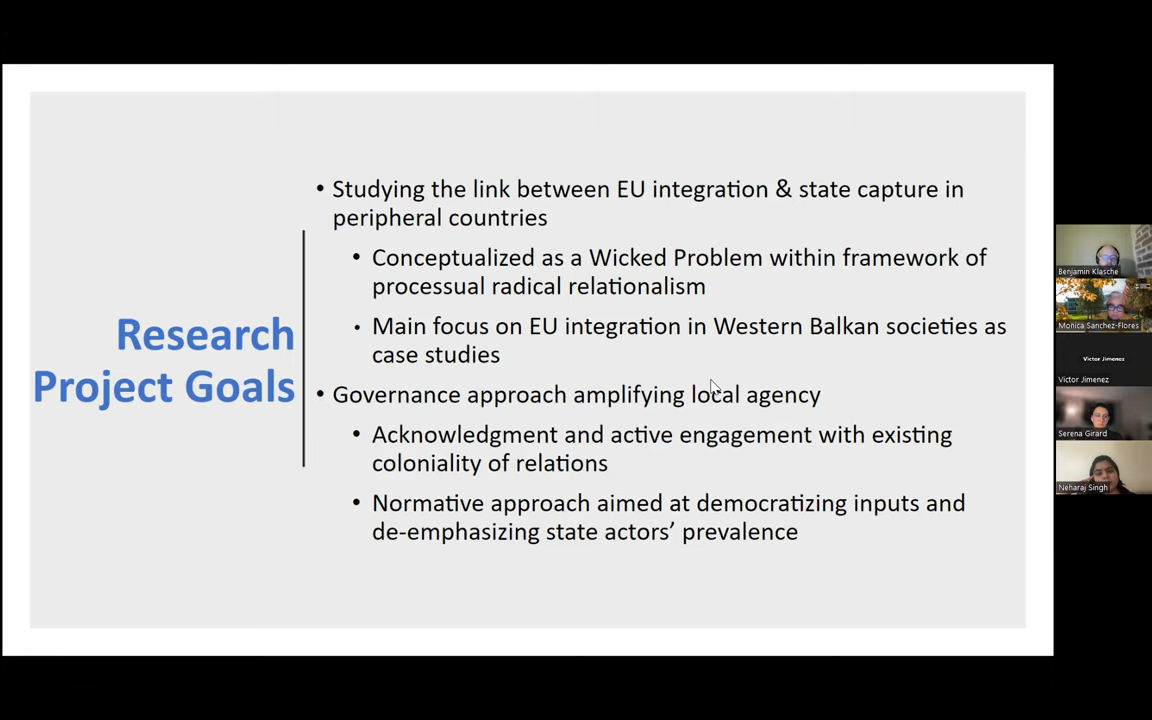 Research
Project Goals
• Studying the link between EU integration & state capture in
peripheral countries
• Conceptualized as a Wicked Problem within framework of
processual radical relationalism
• Main focus on EU integration in Western Balkan societies as
case studies
• Governance approach amplifying local agency
• Acknowledgment and active engagement with existing
coloniality of relations
• Normative approach aimed at democratizing inputs and
de-emphasizing state actors’ prevalence
Benjamin Klasche
Monica Sanchez-Flores
Victor Jimenes
Victor Jimenez
Serena Girard
Neharaj Singh